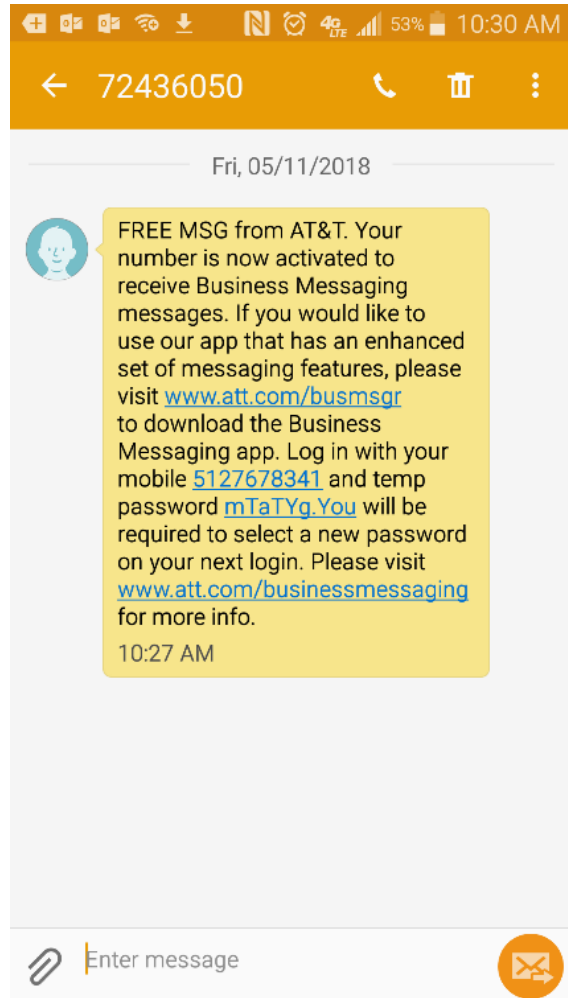 53% 10:30 AM
72436050
Fri, 05/11/2018
FREE MSG from AT&T. Your
number is now activated to
receive Business Messaging
messages. If you would like to
use our app that has an enhanced
set of messaging features, please
visit www.att.com/busmsgr
to download the Business
Messaging app. Log in with your
mobile 5127678341 and temp
password mTaTYg.You will be
required to select a new password
on your next login. Please visit
www.att.com/businessmessaging
for more info.
10:27 AM
Enter message